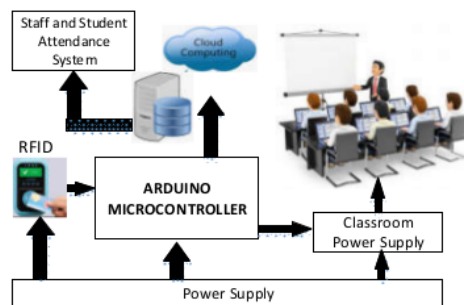 Staff and Student
Attendance
System
Cloud
Computing
RFID
ARDUINO
MICROCONTROLLER
Classroom
Power Supply
Power Supply